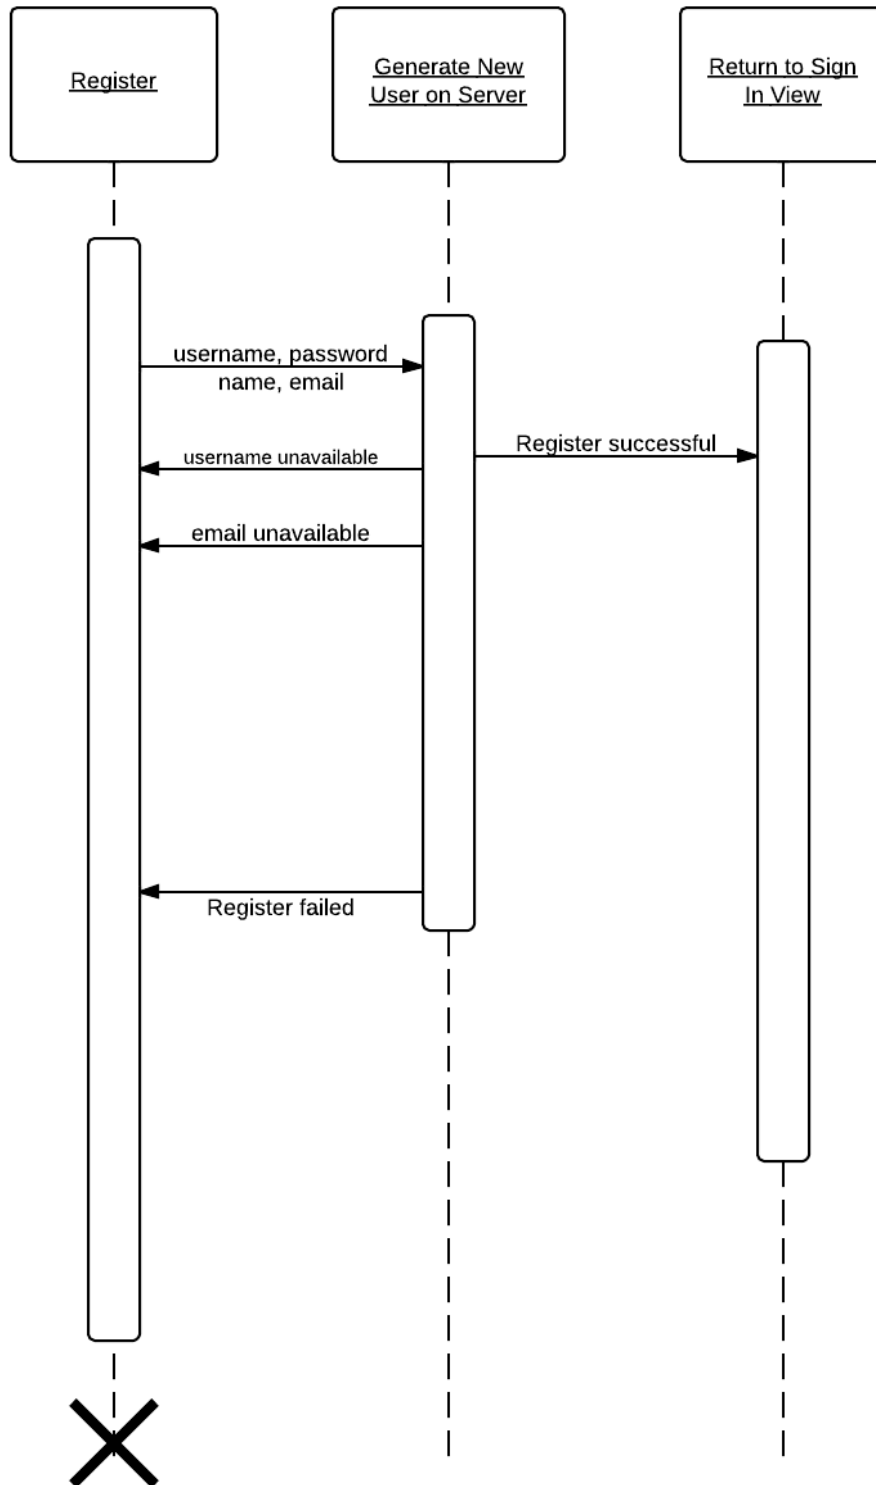 Register
Generate New
User on Server
Return to Sign
In View
username, password
name, email
Register successful
username unavailable
email unavailable
Register failed